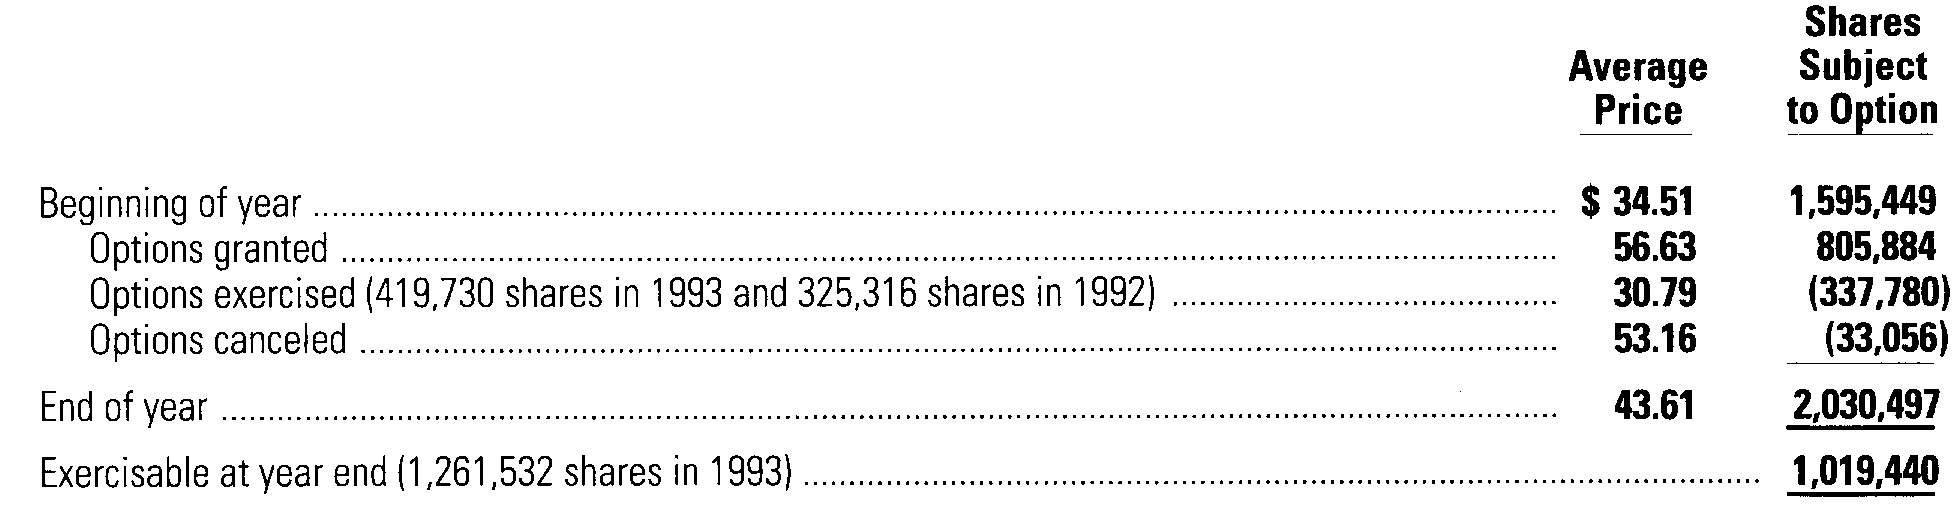 Shares
Average Subject
Price to Option
Beginning of year $ 34.51 1,595,449
Options granted 56.63 805,884
Options exercised (419,730 shares in 1993 and 325,316 shares in 1992) 30.79 (337,780)
Options canceled 53.16 (33,056)
End of year 43.61 2,030,497
Exercisable at year end (1,261,532 shares in 1993) 1,019,440